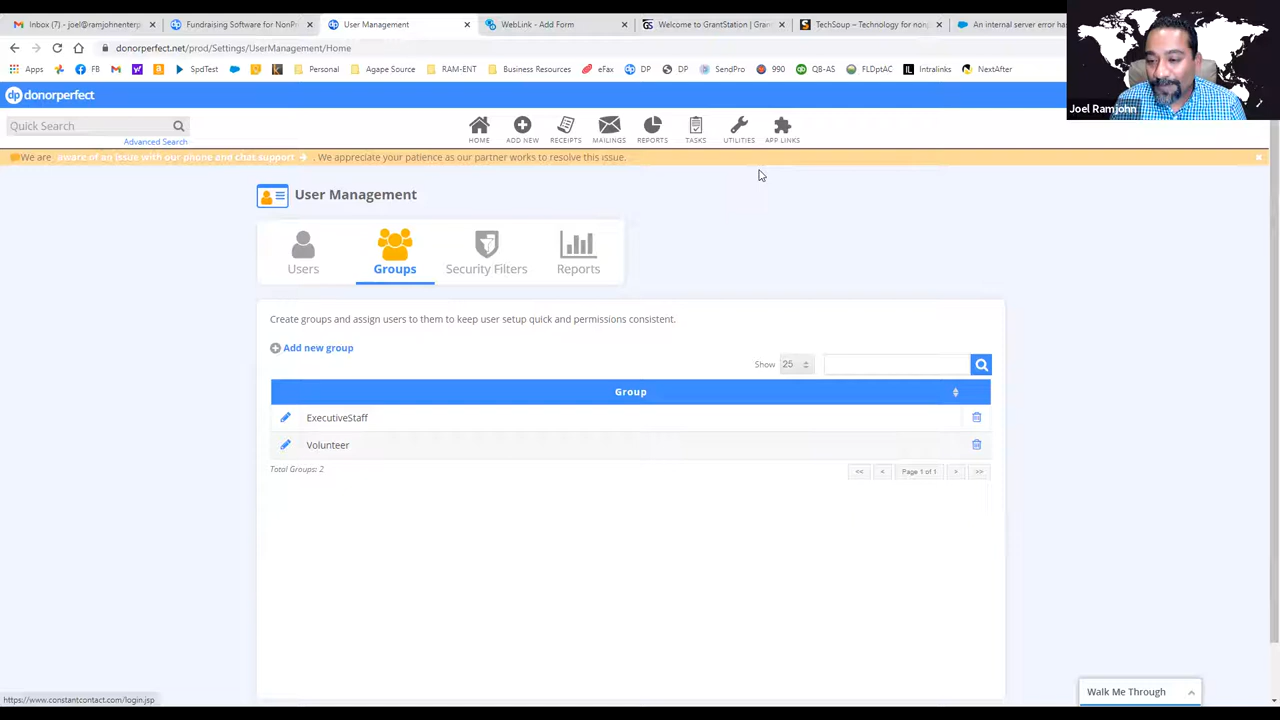 Inbox (7) - joel@ramjohnenterp
Fundraising Software for NonPr
User Management
WebLink - Add Form
Welcome to GrantStation | Gran
TechSoup – Technology for nonp
An internal server error ha
donorperfect.net/prod/Settings/UserManagement/Home
Apps
FB
SpdTest
Personal
Agape Source
RAM-ENT
Business Resources
eFax
DP
DP
SendPro
990
QB-AS
FLDptAC
Intralinks
NextAfter
Joel Ramjohn
dp donorperfect
Quick Search
Advanced Search
HOME
ADD NEW
RECEIPTS
MAILINGS
REPORTS
TASKS
UTILITIES
APP LINKS
We are aware of an issue with our phone and chat support. We appreciate your patience as our partner works to resolve this issue.
User Management
Users
Groups
Security Filters
Reports
Create groups and assign users to them to keep user setup quick and permissions consistent.
Add new group
Show 25
Group
ExecutiveStaff
Volunteer
Total Groups: 2
<< < Page 1 of 1 > >>
Walk Me Through
https://www.constantcontact.com/login.jsp